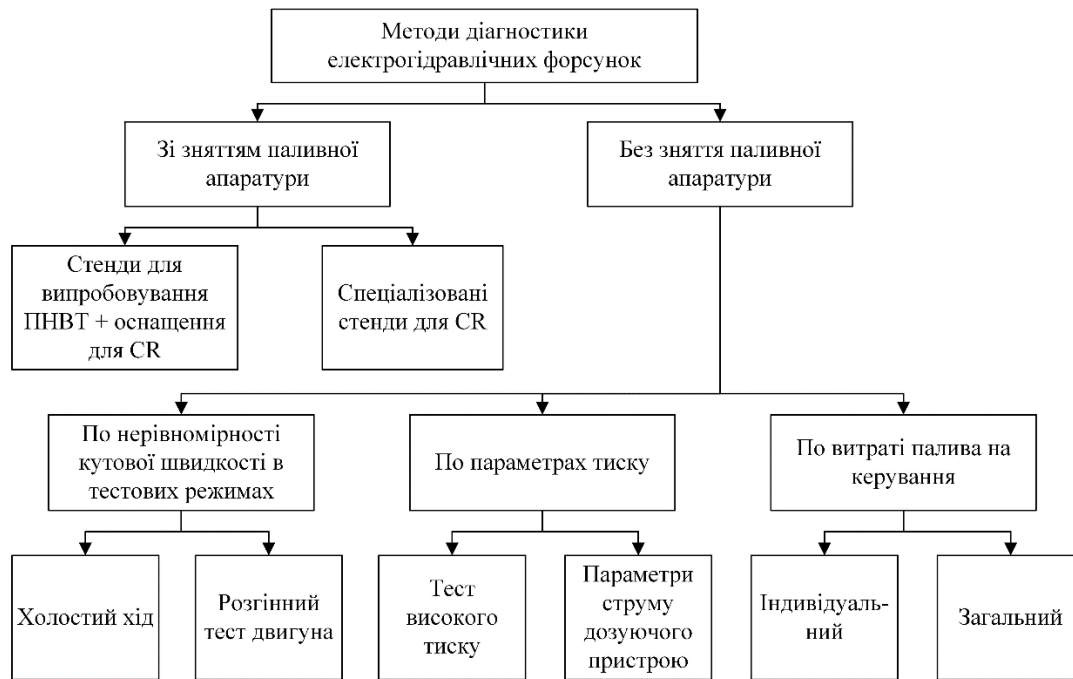 Методи діагностики
електрогідравлічних форсунок
Зі зняттям паливної
апаратури
Без зняття паливної
апаратури
Стенди для
випробовування
ПНВТ + оснащення
для CR
Спеціалізовані
стенди для CR
По нерівномірності
кутової швидкості в
тестових режимах
По параметрах тиску
По витраті палива на
керування
Холостий хід
Розгінний
тест двигуна
Тест
високого
тиску
Параметри
струму
дозуючого
пристрою
Індивідуаль-
ний
Загальний